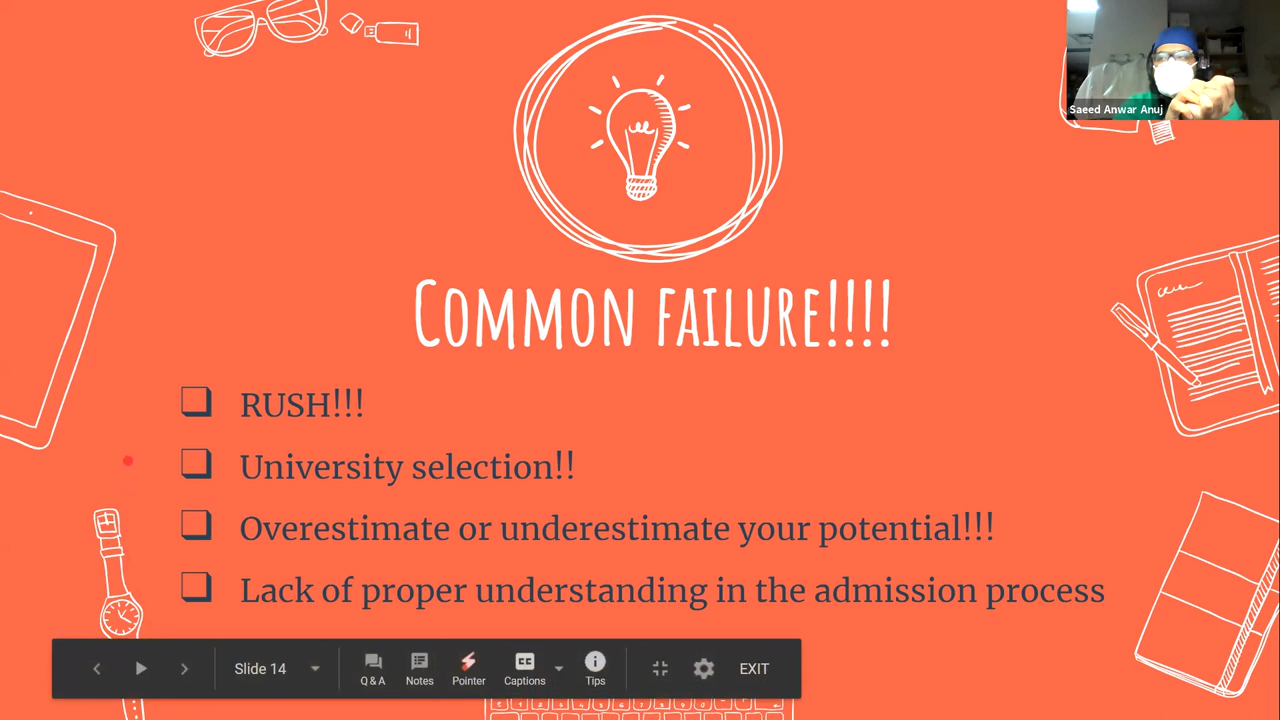 Saeed Anwar Anuj
COMMON FAILURE!!!!
❑ RUSH!!!
❑ University selection!!
❑ Overestimate or underestimate your potential!!!
❑ Lack of proper understanding in the admission process
Slide 14
Q & A
Notes
Pointer
CC
Captions
Tips
EXIT